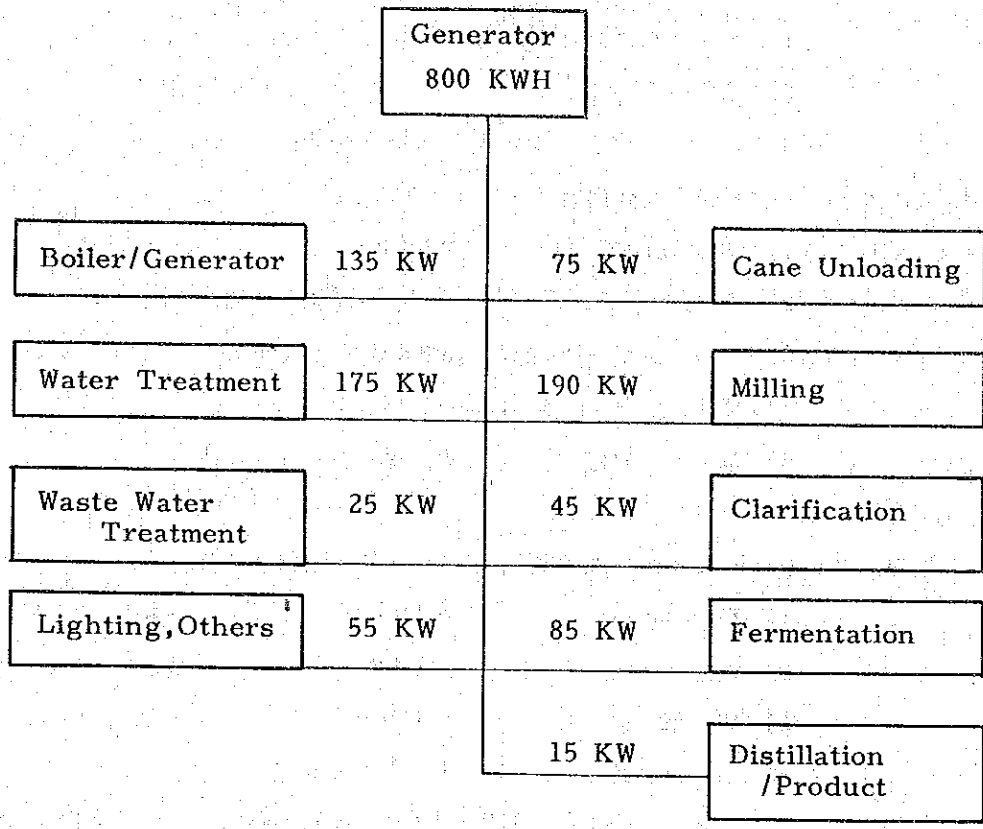 Generator
800 KWH
Boiler/Generator 135 KW 75 KW Cane Unloading
Water Treatment 175 KW 190 KW Milling
Waste Water
Treatment 25 KW 45 KW Clarification
Lighting,Others 55 KW 85 KW Fermentation
15 KW Distillation
/Product